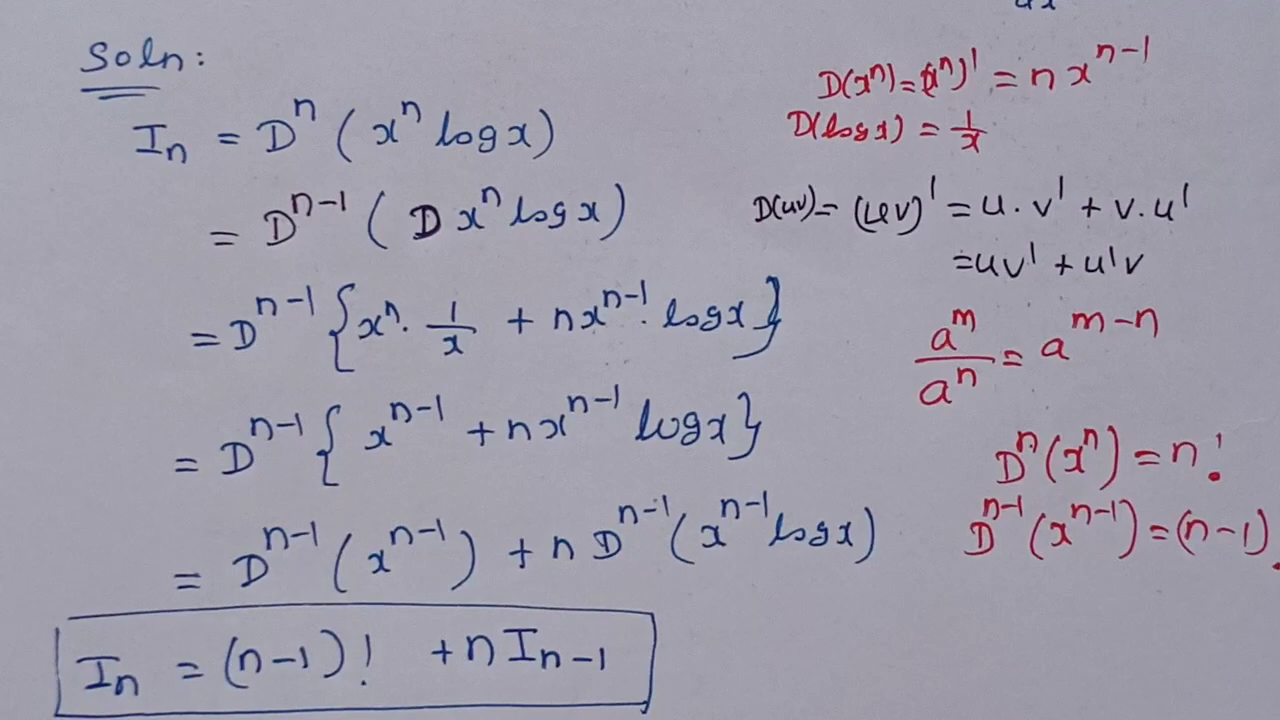 Soln:
Iₙ = Dⁿ (xⁿ log x)
= Dⁿ⁻¹ (D xⁿ log x)
= Dⁿ⁻¹ {xⁿ · 1/x + nxⁿ⁻¹ · log x}
= Dⁿ⁻¹ {xⁿ⁻¹ + nxⁿ⁻¹ log x}
= Dⁿ⁻¹ (xⁿ⁻¹) + n Dⁿ⁻¹ (xⁿ⁻¹ log x)
Iₙ = (n-1)! + n Iₙ₋₁
D(xⁿ) = (xⁿ)' = n xⁿ⁻¹
D(log x) = 1/x
D(uv) = (uv)' = u . v' + v . u'
= uv' + u'v
aᵐ/aⁿ = aᵐ⁻ⁿ
Dⁿ(xⁿ) = n!
Dⁿ⁻¹(xⁿ⁻¹) = (n-1)